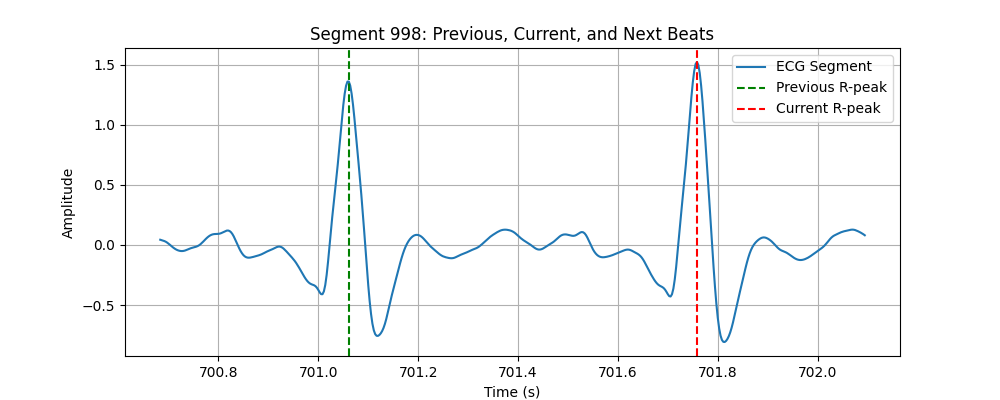 Segment 998: Previous, Current, and Next Beats
ECG Segment
Previous R-peak
Current R-peak
Amplitude
1.5
1.0
0.5
0.0
−0.5
700.8 701.0 701.2 701.4 701.6 701.8 702.0
Time (s)